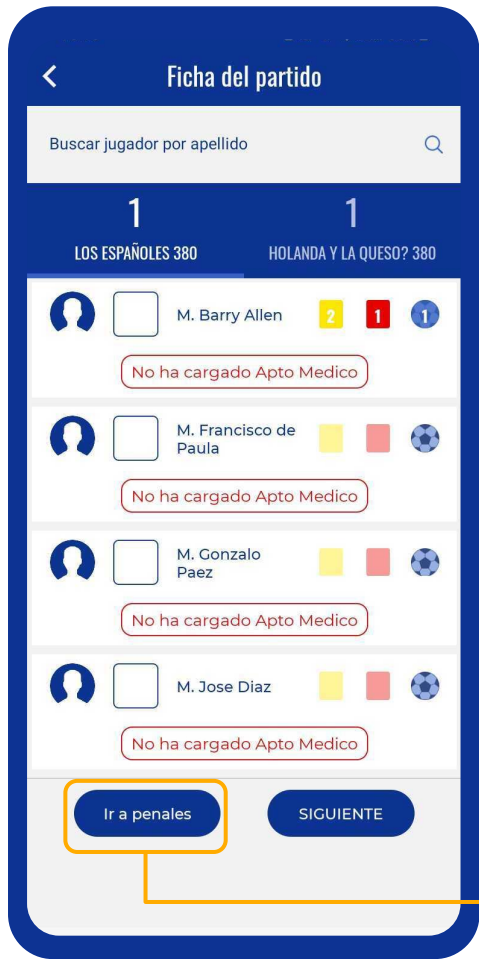 Ficha del partido
Buscar jugador por apellido
1 1
LOS ESPAÑOLES 380 HOLANDA Y LA QUESO? 380
M. Barry Allen 2 1 1
No ha cargado Apto Medico
M. Francisco de
Paula
No ha cargado Apto Medico
M. Gonzalo
Paez
No ha cargado Apto Medico
M. Jose Diaz
No ha cargado Apto Medico
Ir a penales SIGUIENTE